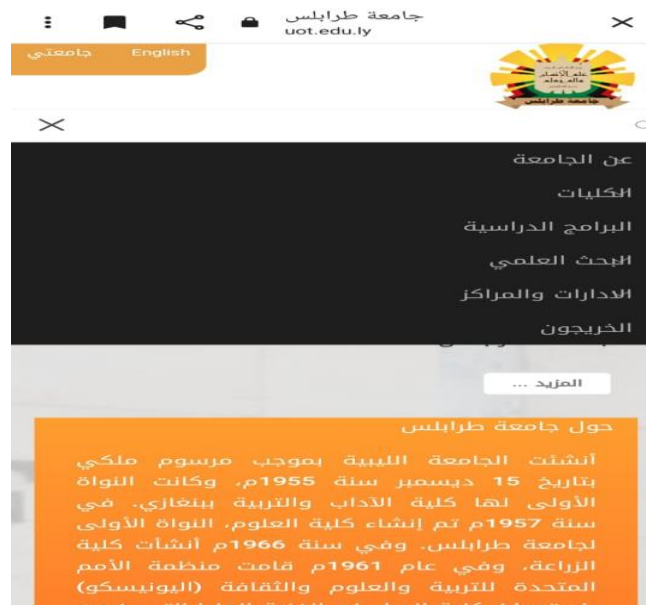 جامعة طرابلس
uot.edu.ly
English
جامعتي
جامعة طرابلس
عن الجامعة
الكليات
البرامج الدراسية
البحث العلمي
الادارات والمراكز
الخريجون
المزيد ...
حول جامعة طرابلس
أنشئت الجامعة الليبية بموجب مرسوم ملكي
بتاريخ 15 ديسمبر سنة 1955م، وكانت النواة
الأولى لها كلية الآداب والتربية ببنغازي. في
سنة 1957م تم إنشاء كلية العلوم، النواة الأولى
لجامعة طرابلس. وفي سنة 1966م أنشأت كلية
الزراعة، وفي عام 1961م قامت منظمة الأمم
المتحدة للتربية والعلوم والثقافة (اليونيسكو)